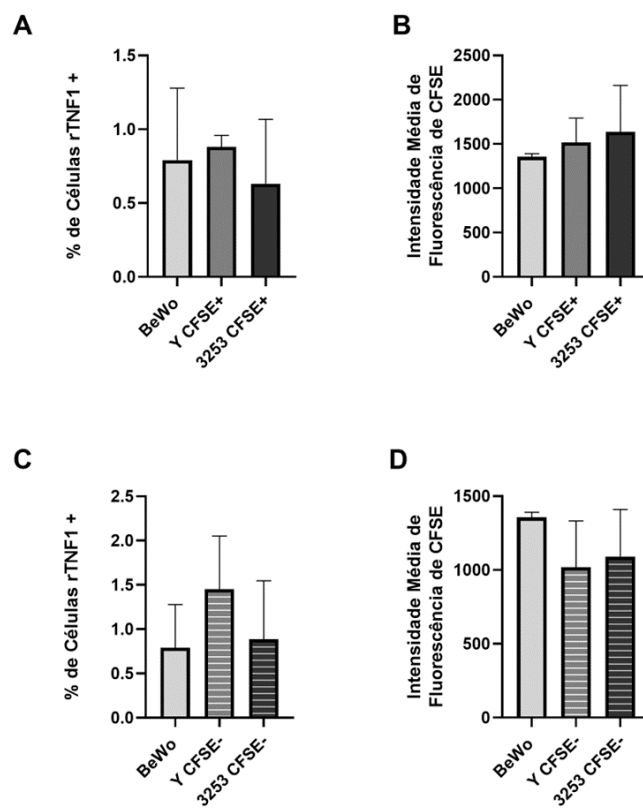 A
% de Células rTNF1 +
1.5
1.0
0.5
0.0
BeWo
Y CFSE+
3253 CFSE+
B
Intensidade Média de
Fluorescência de CFSE
2500
2000
1500
1000
500
0
BeWo
Y CFSE+
3253 CFSE+
C
% de Células rTNF1 +
2.5
2.0
1.5
1.0
0.5
0.0
BeWo
Y CFSE-
3253 CFSE-
D
Intensidade Média de
Fluorescência de CFSE
1500
1000
500
0
BeWo
Y CFSE-
3253 CFSE-